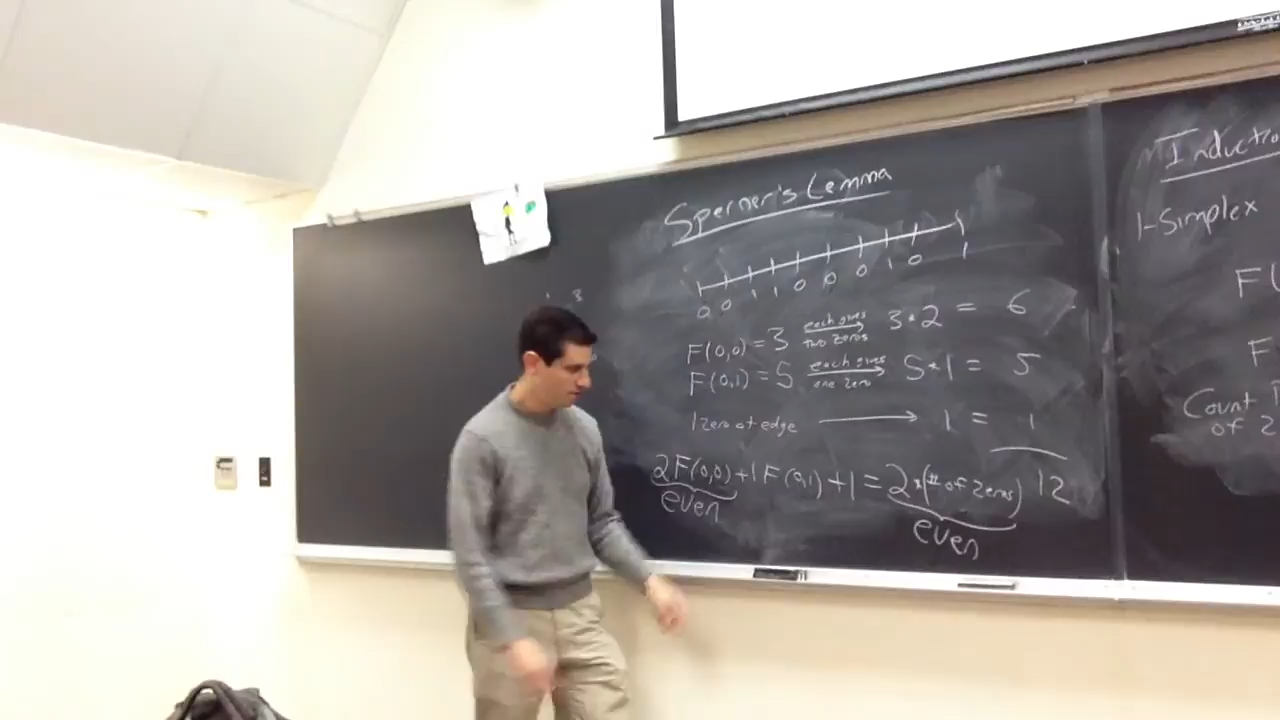 Sperner's Lemma
0 0 1 1 0 0 0 1 0 1
F(0,0) = 3 each gives two zeros 3*2 = 6
F(0,1) = 5 each gives one zero 5*1 = 5
1 zero at edge 1 = 1
2F(0,0)+1F(0,1)+1=2*(# of zeros) 12
even even
1-Simplex
F(
F
Count
of 2